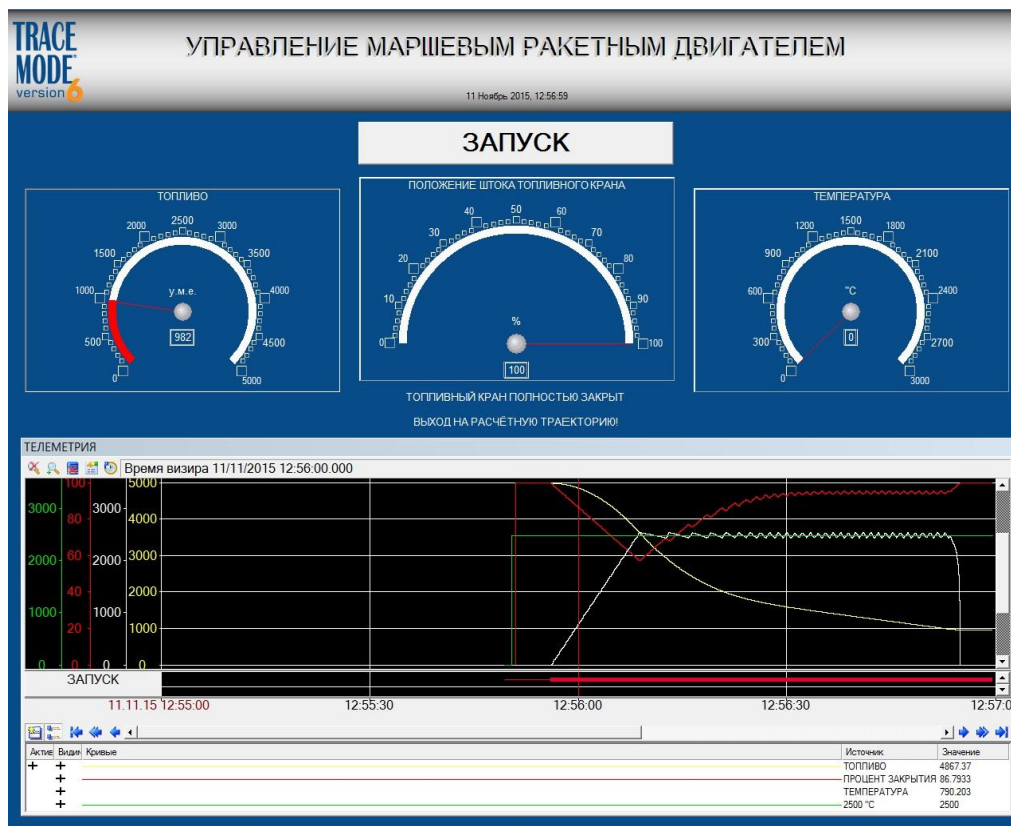 TRACE
MODE
version 6
УПРАВЛЕНИЕ МАРШЕВЫМ РАКЕТНЫМ ДВИГАТЕЛЕМ
11 Ноябрь 2015, 12:56:59
ЗАПУСК
ТОПЛИВО
0
500
1000
1500
2000
2500
3000
3500
4000
4500
5000
у.м.е.
982
ПОЛОЖЕНИЕ ШТОКА ТОПЛИВНОГО КРАНА
0
10
20
30
40
50
60
70
80
90
100
%
100
ТЕМПЕРАТУРА
0
300
600
900
1200
1500
1800
2100
2400
2700
3000
°C
0
ТОПЛИВНЫЙ КРАН ПОЛНОСТЬЮ ЗАКРЫТ
ВЫХОД НА РАСЧЁТНУЮ ТРАЕКТОРИЮ!
ТЕЛЕМЕТРИЯ
Время визира 11/11/2015 12:56:00.000
100 5000
3000 3000
80 4000
60 3000
2000 2000
40 2000
1000 1000
20 1000
0 0 0 0
ЗАПУСК
11.11.15 12:55:00 12:55:30 12:56:00 12:56:30 12:57:0
Актив Видим Кривые Источник Значение
ТОПЛИВО 4867.37
ПРОЦЕНТ ЗАКРЫТИЯ 86.7933
ТЕМПЕРАТУРА 790.203
2500 °C 2500